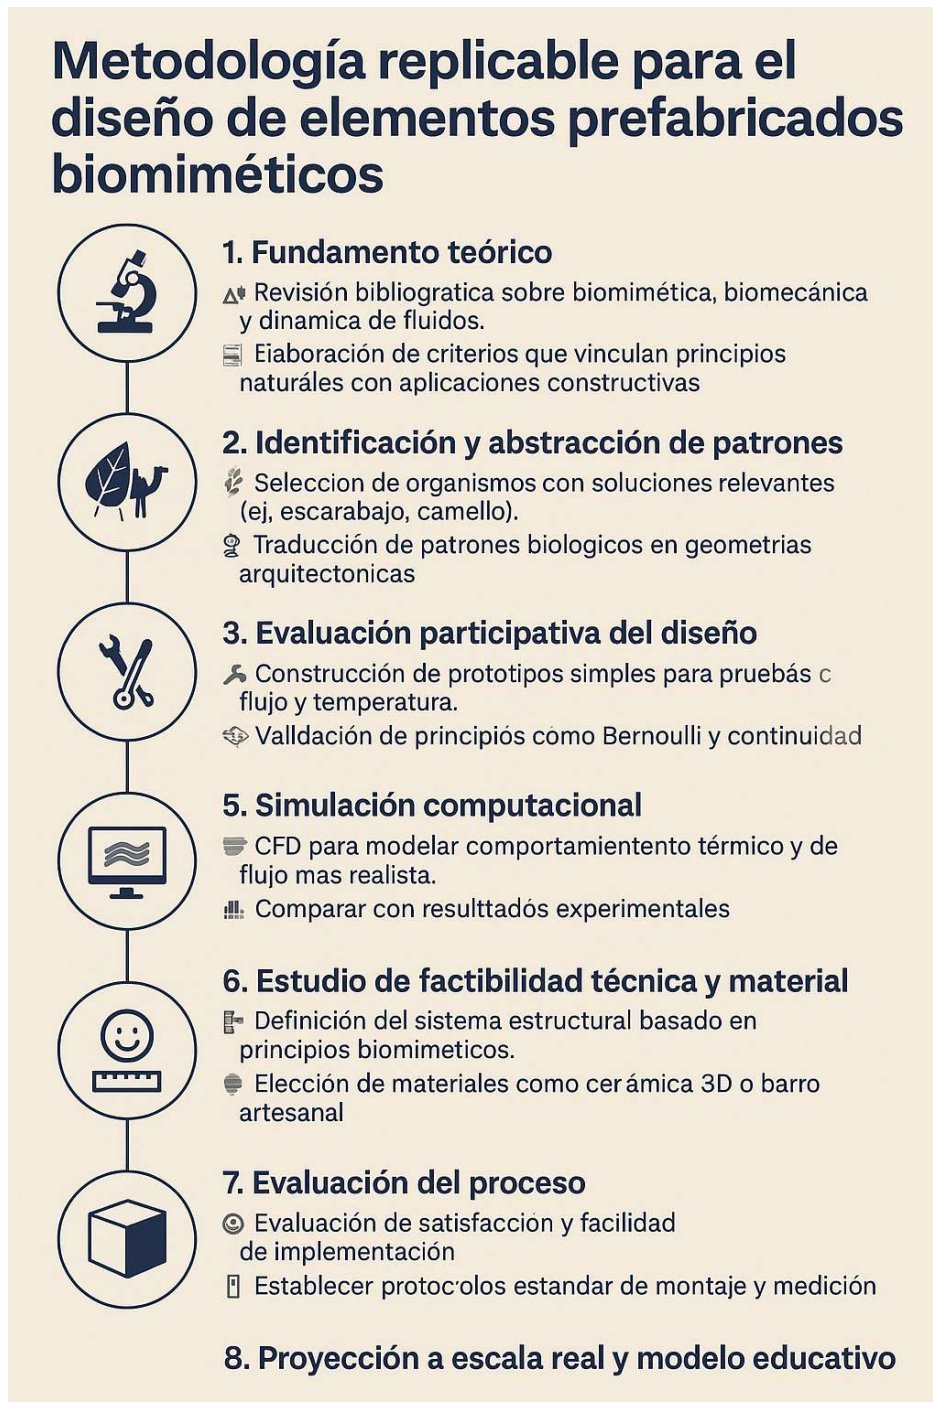 Metodología replicable para el
diseño de elementos prefabricados
biomiméticos
1. Fundamento teórico
Revisión bibliogratica sobre biomimética, biomecánica
y dinamica de fluidos.
Eiaboración de criterios que vinculan principios
naturáles con aplicaciones constructivas
2. Identificación y abstracción de patrones
Seleccion de organismos con soluciones relevantes
(ej, escarabajo, camello).
Traducción de patrones biologicos en geometrias
arquitectonicas
3. Evaluación participativa del diseño
Construcción de prototipos simples para pruebás c
flujo y temperatura.
Valldación de principiós cómo Bernoulli y continuidad
5. Simulación computacional
CFD para modelar comportamientento térmico y de
flujo mas realista.
Comparar con resulttadós experimentales
6. Estudio de factibilidad técnica y material
Definición del sistema estructural basado en
principios biomimeticos.
Elección de materiales como cerámica 3D o barro
artesanal
7. Evaluación del proceso
Evaluación de satisfacción y facilidad
de implementación
Establecer protocolos estandar de montaje y medición
8. Proyección a escala real y modelo educativo